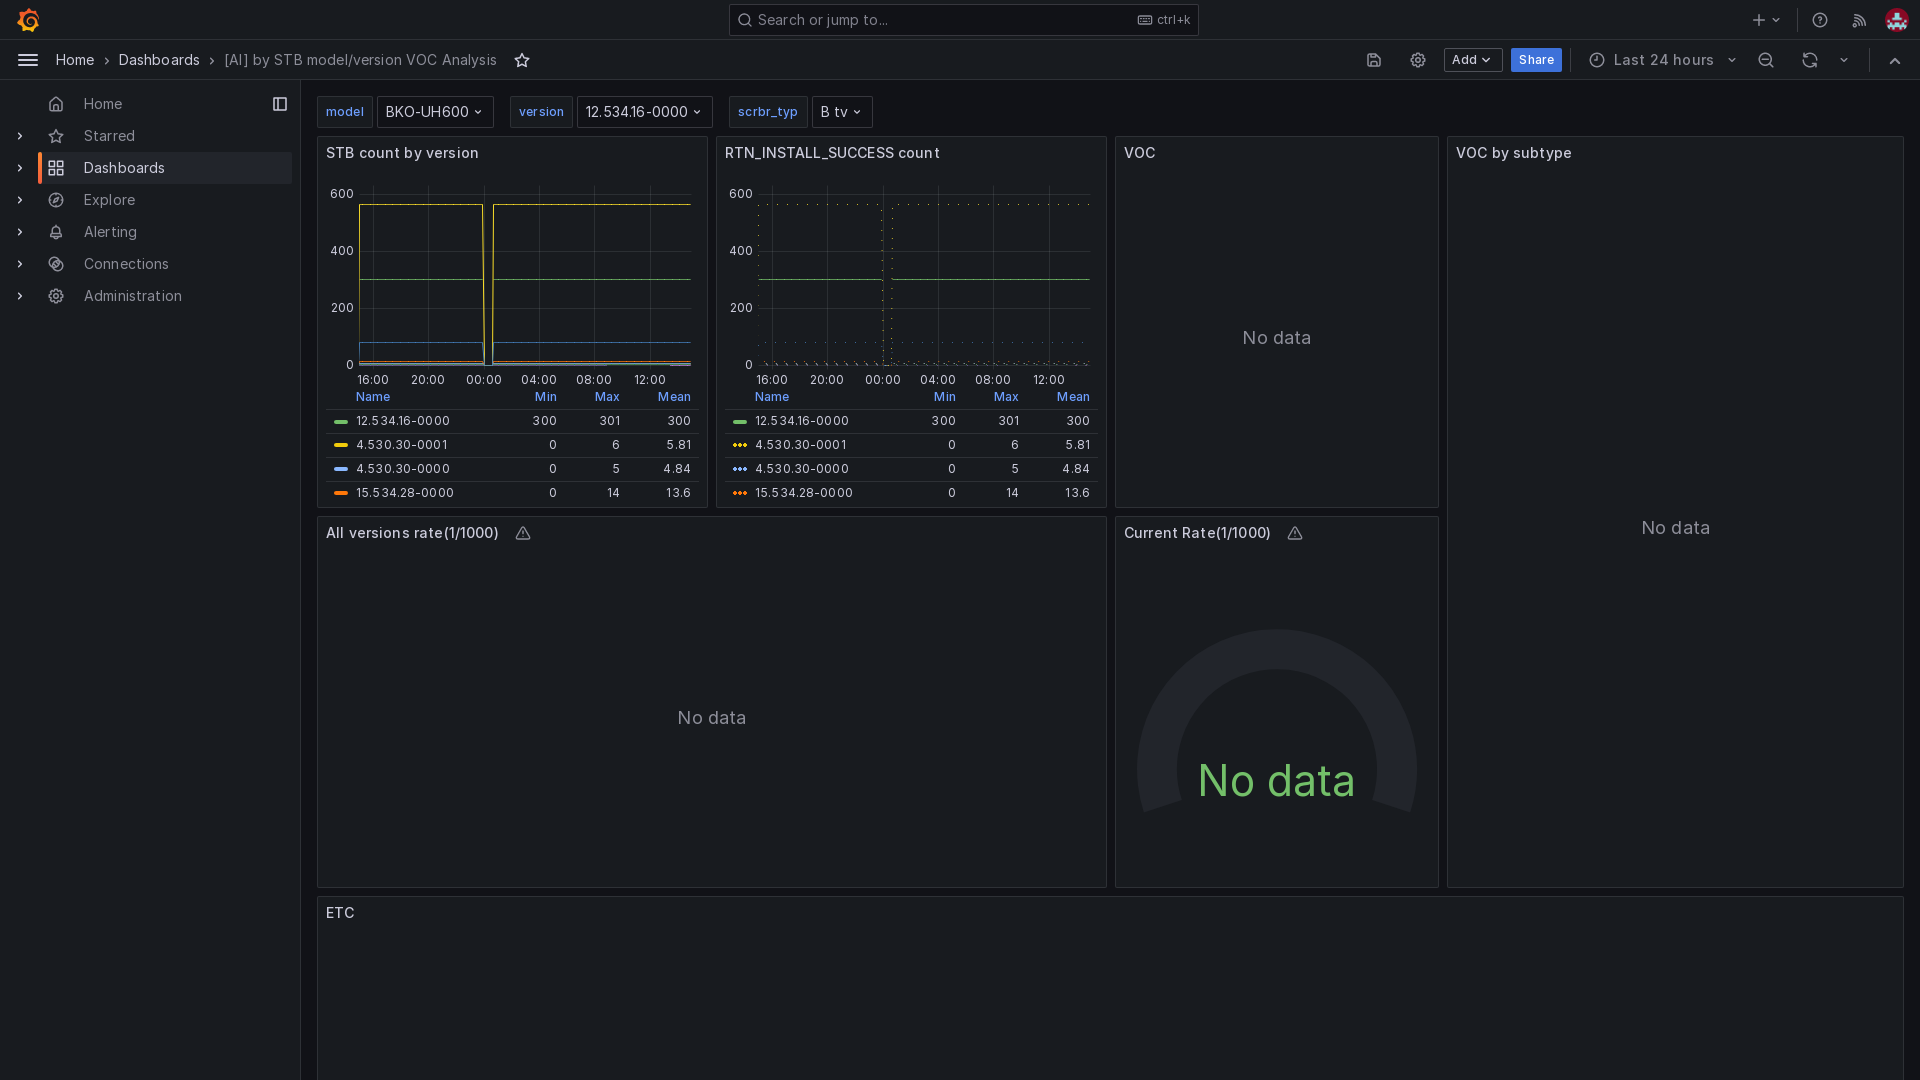 Search or jump to...
ctrl+k
Home
Dashboards
[AI] by STB model/version VOC Analysis
Add
Share
Last 24 hours
Home
Starred
Dashboards
Explore
Alerting
Connections
Administration
model
BKO-UH600
version
12.534.16-0000
scrbr_typ
B tv
STB count by version
600
400
200
0
16:00 20:00 00:00 04:00 08:00 12:00
Name Min Max Mean
12.534.16-0000 300 301 300
4.530.30-0001 0 6 5.81
4.530.30-0000 0 5 4.84
15.534.28-0000 0 14 13.6
RTN_INSTALL_SUCCESS count
600
400
200
0
16:00 20:00 00:00 04:00 08:00 12:00
Name Min Max Mean
12.534.16-0000 300 301 300
4.530.30-0001 0 6 5.81
4.530.30-0000 0 5 4.84
15.534.28-0000 0 14 13.6
VOC
No data
VOC by subtype
No data
All versions rate(1/1000)
No data
Current Rate(1/1000)
No data
ETC